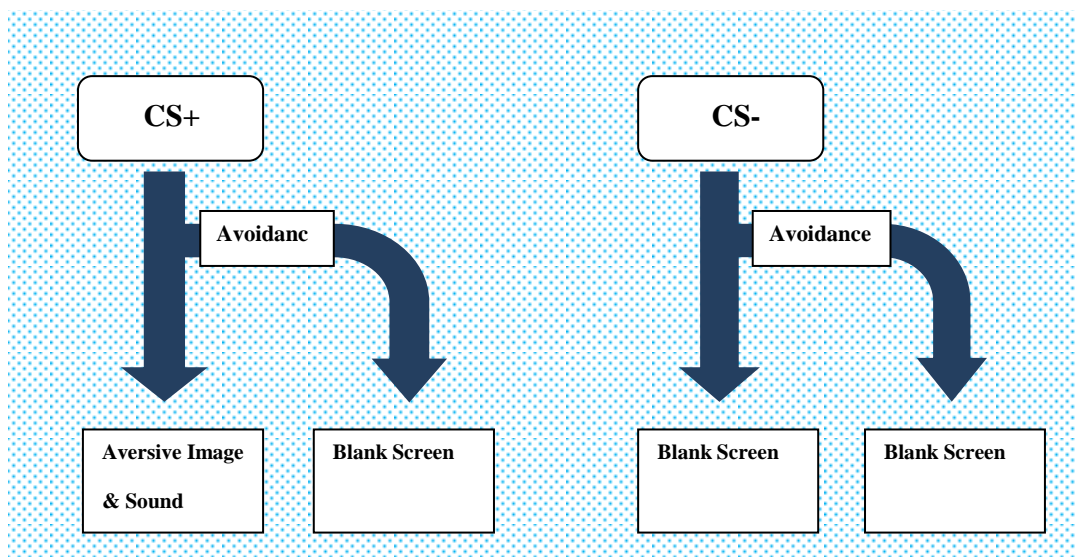 CS+
CS-
Avoidanc
Avoidance
Aversive Image
& Sound
Blank Screen
Blank Screen
Blank Screen